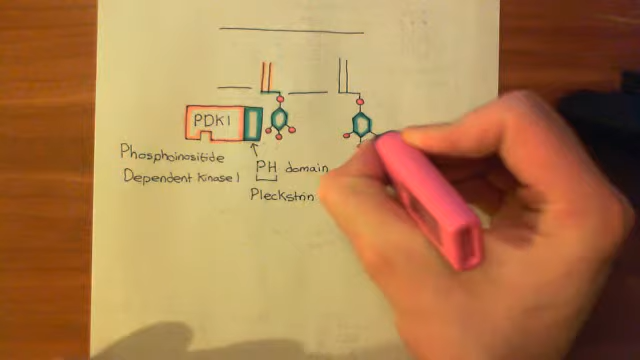 PDK1
Phosphoinositide
Dependent kinase 1
PH domain
Pleckstrin